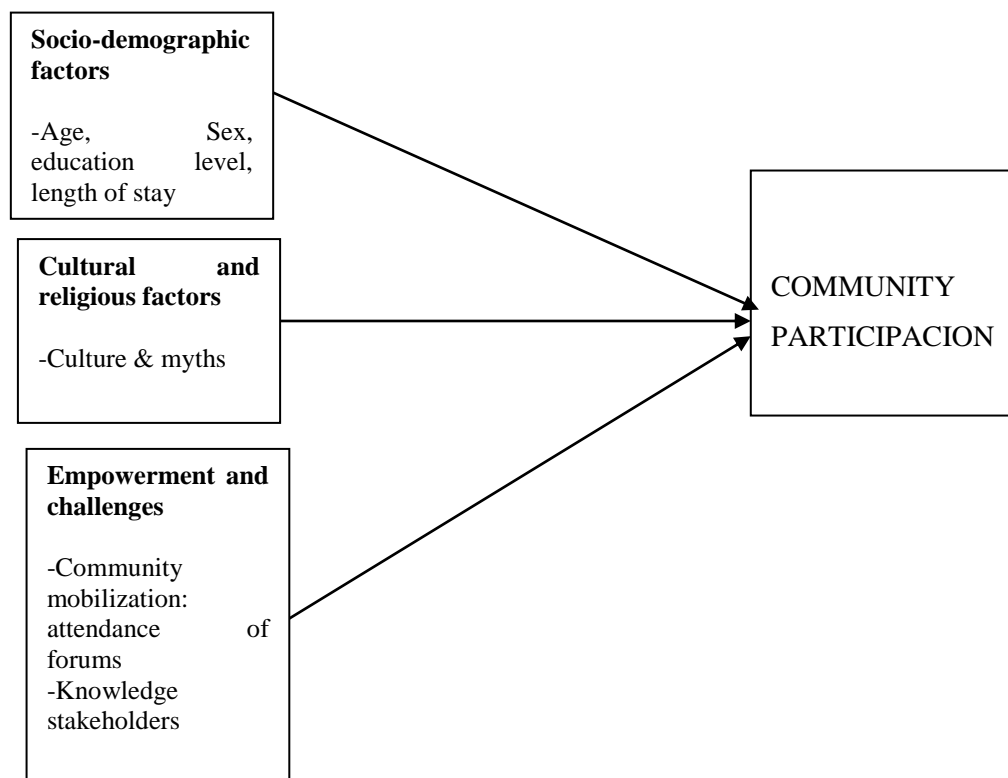 Socio-demographic
factors
-Age, Sex,
education level,
length of stay
Cultural and
religious factors
-Culture & myths
Empowerment and
challenges
-Community
mobilization:
attendance of
forums
-Knowledge
stakeholders
COMMUNITY
PARTICIPACION